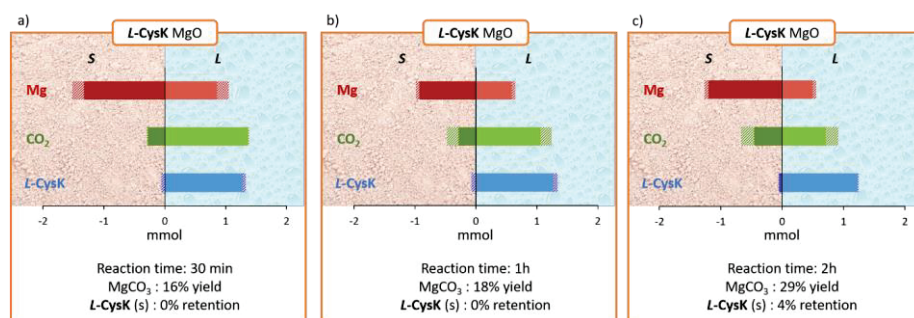 a)
L-CysK MgO
S L
Mg
CO₂
L-CysK
-2 -1 0 1 2
mmol
Reaction time: 30 min
MgCO₃ : 16% yield
L-CysK (s) : 0% retention
b)
L-CysK MgO
S L
Mg
CO₂
L-CysK
-2 -1 0 1 2
mmol
Reaction time: 1h
MgCO₃ : 18% yield
L-CysK (s) : 0% retention
c)
L-CysK MgO
S L
Mg
CO₂
L-CysK
-2 -1 0 1 2
mmol
Reaction time: 2h
MgCO₃ : 29% yield
L-CysK (s) : 4% retention